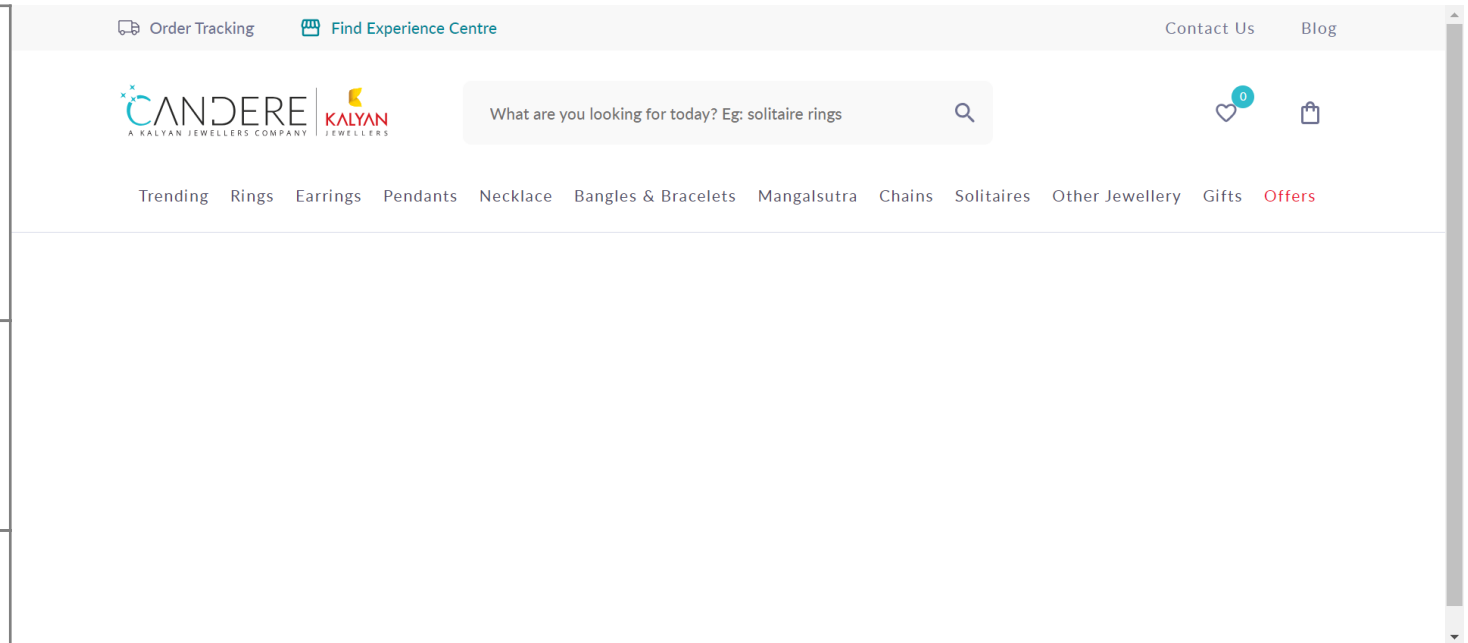 Order Tracking Find Experience Centre Contact Us Blog
CANDERE KALYAN
A KALYAN JEWELLERS COMPANY JEWELLERS
What are you looking for today? Eg: solitaire rings
0
Trending Rings Earrings Pendants Necklace Bangles & Bracelets Mangalsutra Chains Solitaires Other Jewellery Gifts Offers